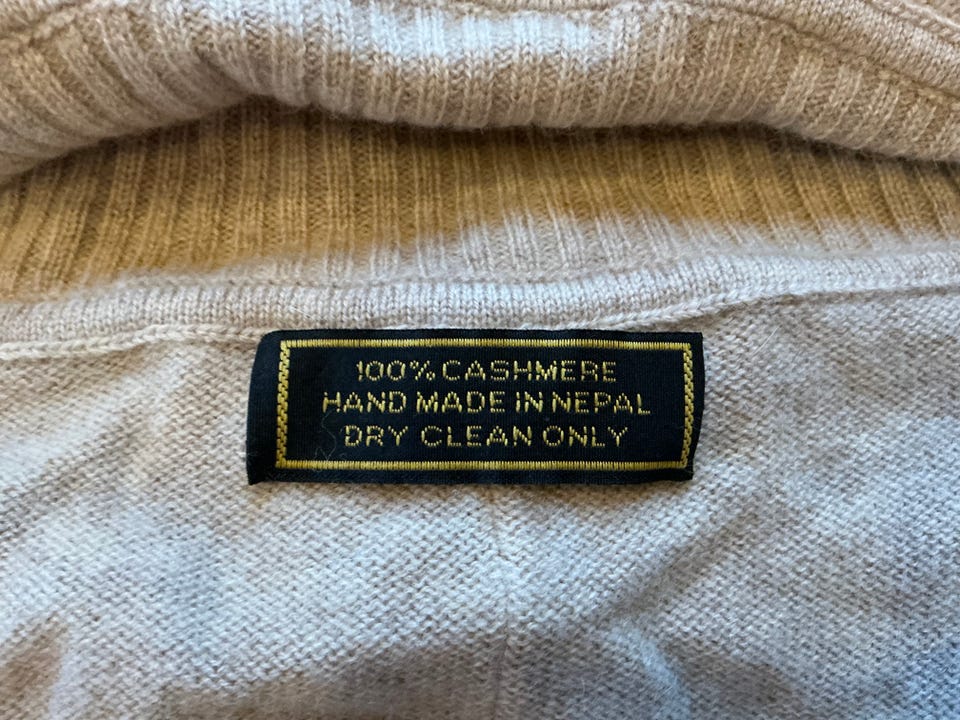 100% CASHMERE
HAND MADE IN NEPAL
DRY CLEAN ONLY